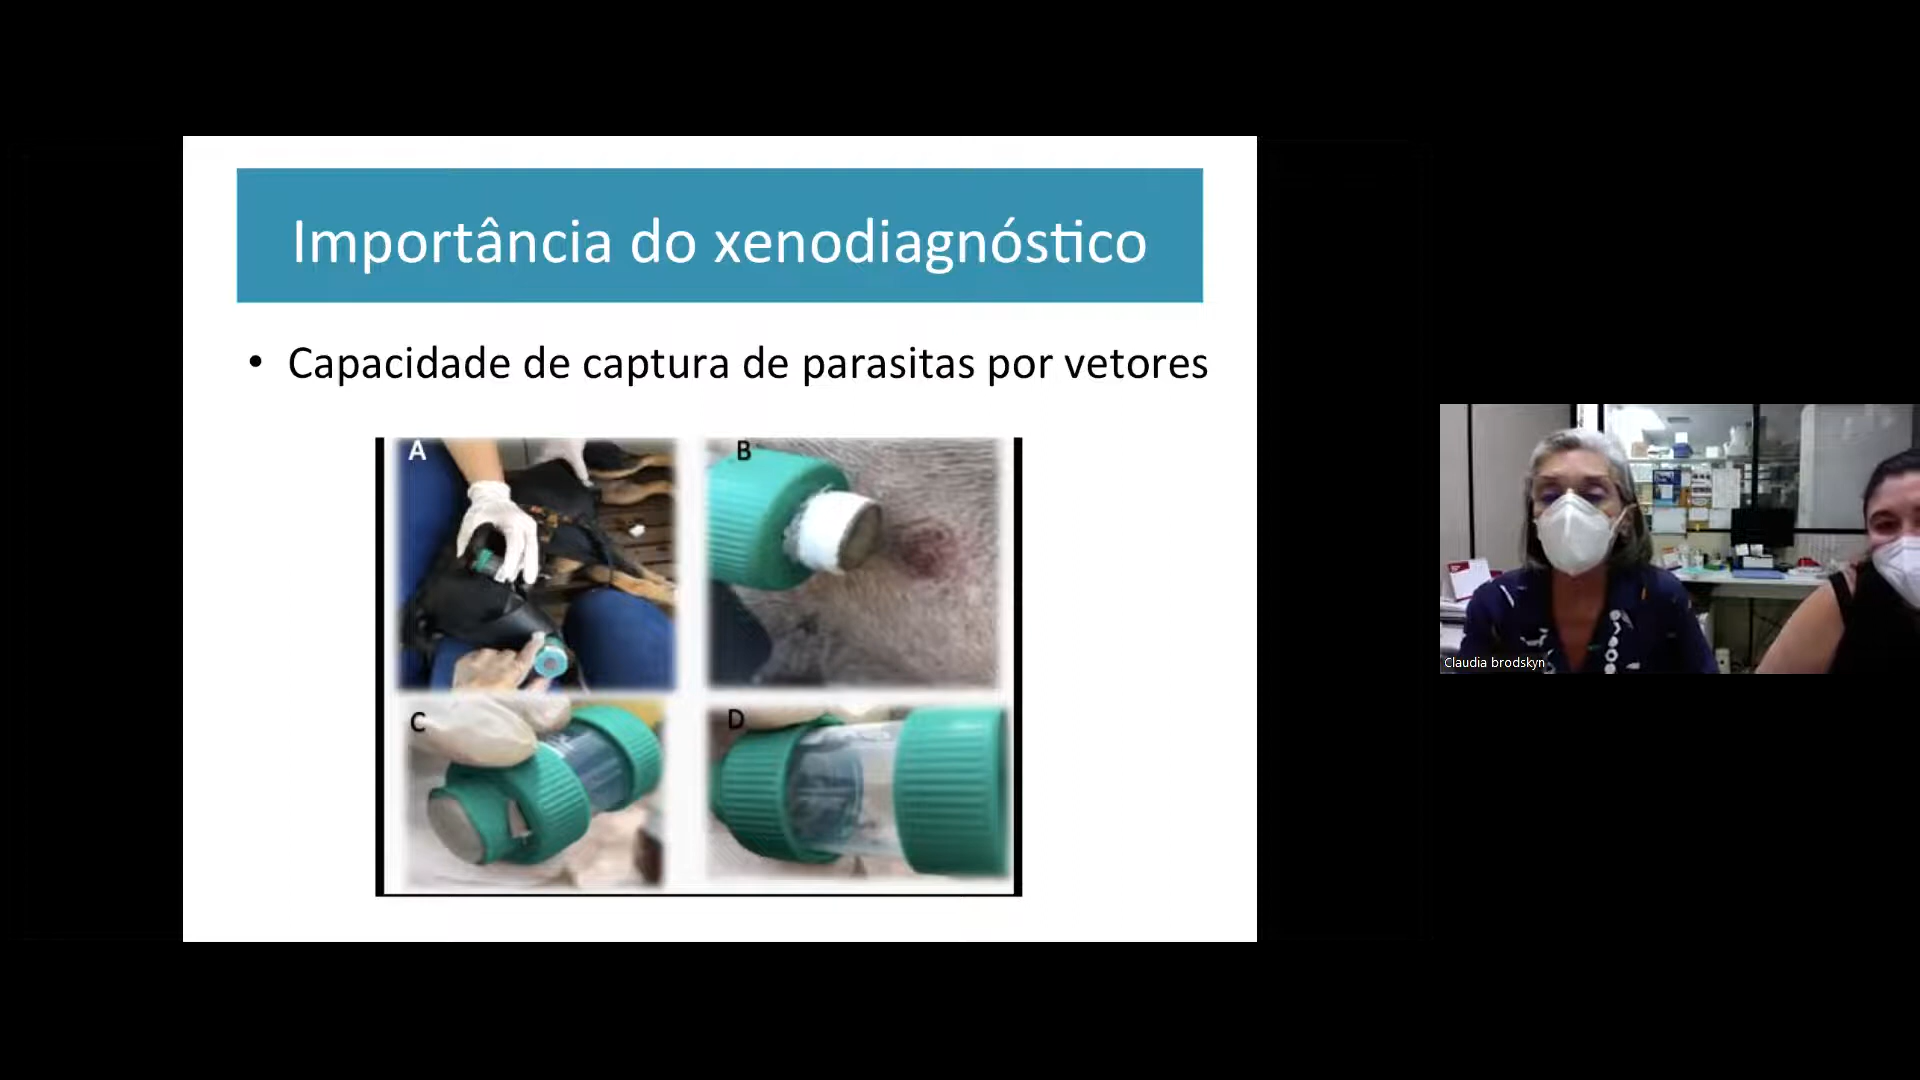 Importância do xenodiagnóstico
• Capacidade de captura de parasitas por vetores
A
B
C
D
Claudia brodskyn